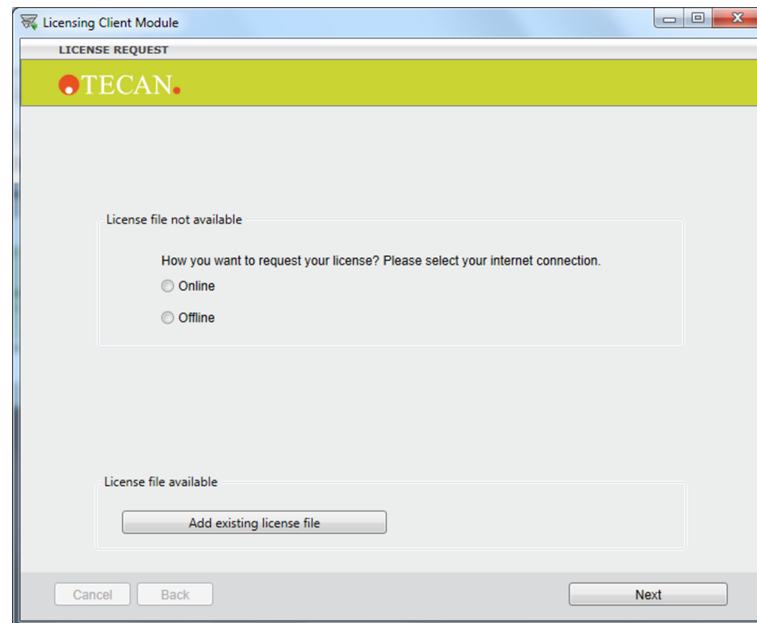 Licensing Client Module
LICENSE REQUEST
TECAN.
License file not available
How you want to request your license? Please select your internet connection.
Online
Offline
License file available
Add existing license file
Cancel
Back
Next